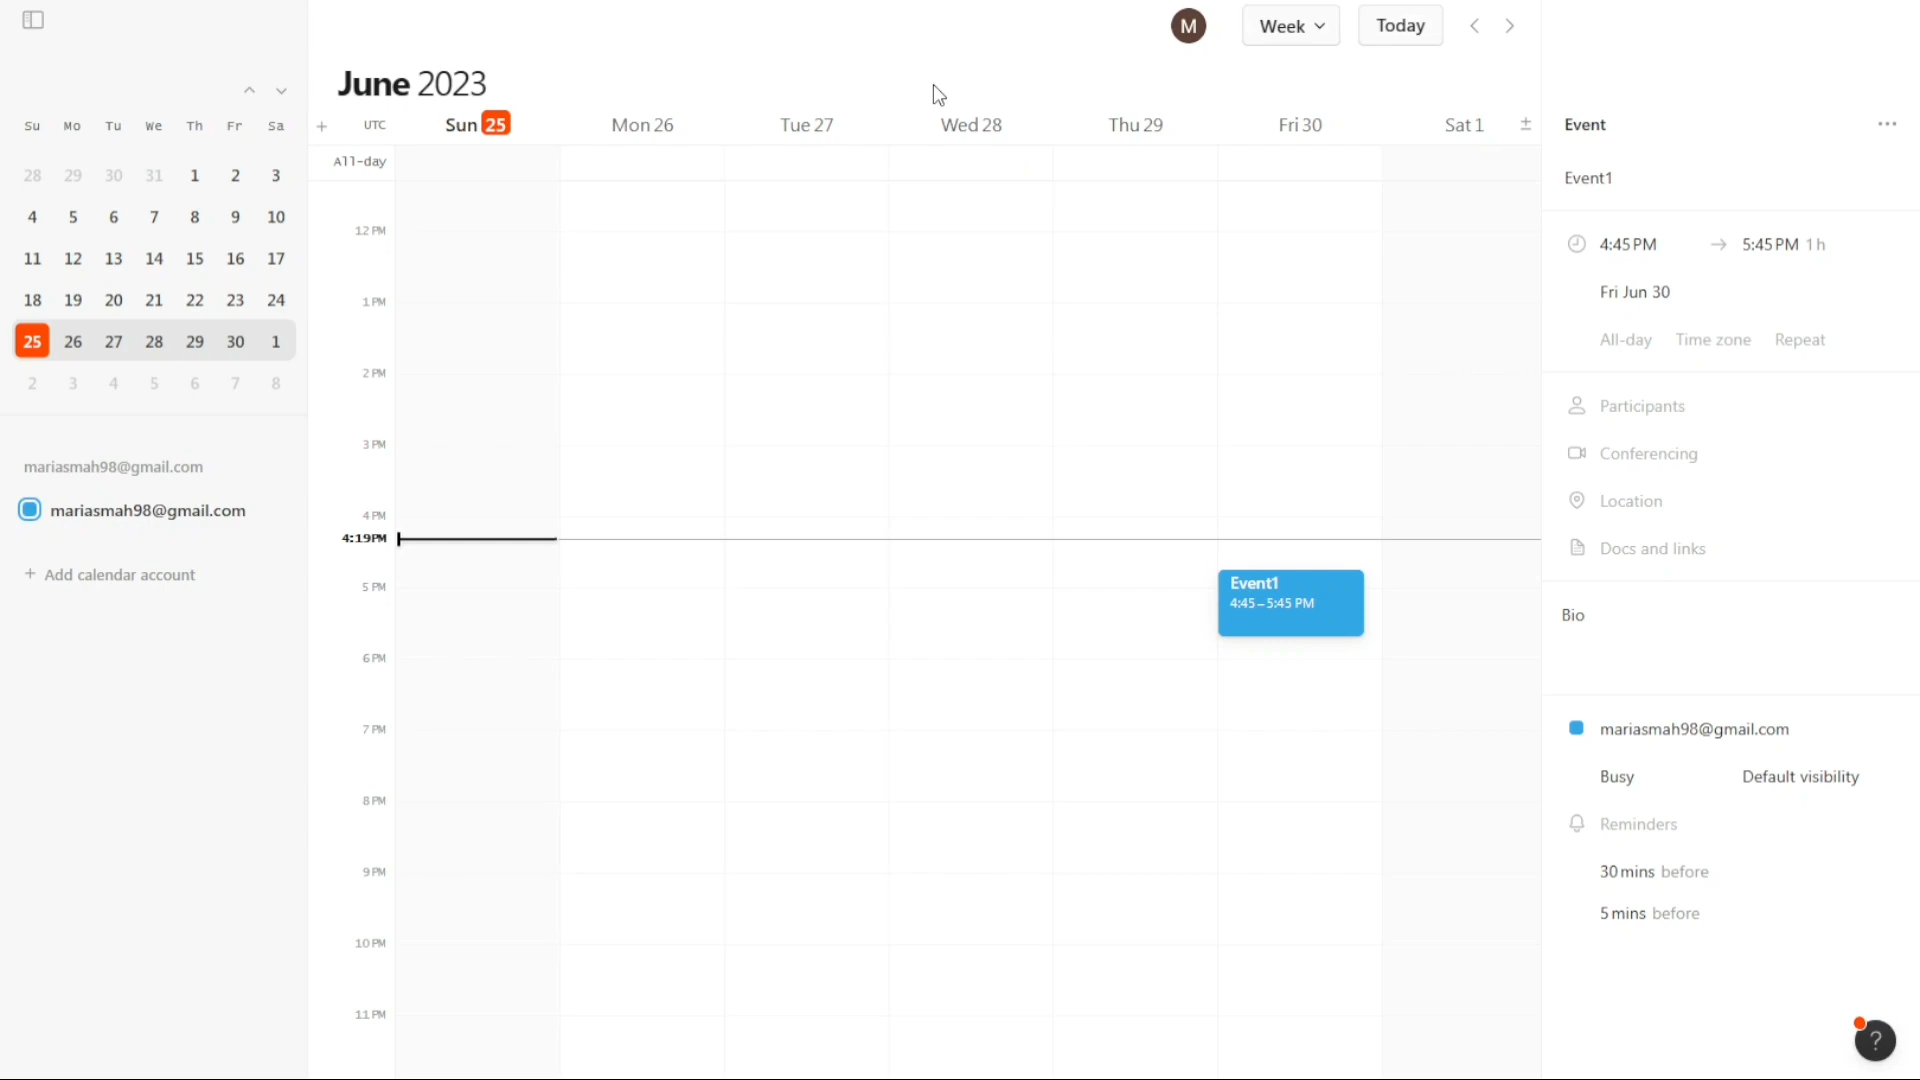 M
Week
Today
June 2023
Su Mo Tu We Th Fr Sa
28 29 30 31 1 2 3
4 5 6 7 8 9 10
11 12 13 14 15 16 17
18 19 20 21 22 23 24
25 26 27 28 29 30 1
2 3 4 5 6 7 8
mariasmah98@gmail.com
mariasmah98@gmail.com
+ Add calendar account
+ UTC Sun 25 Mon 26 Tue 27 Wed 28 Thu 29 Fri 30 Sat 1 ±
All-day
12 PM
1 PM
2 PM
3 PM
4 PM
4:19PM
5 PM
6 PM
7 PM
8 PM
9 PM
10 PM
11 PM
Event1
4:45–5:45 PM
Event
Event1
4:45 PM → 5:45 PM 1 h
Fri Jun 30
All-day Time zone Repeat
Participants
Conferencing
Location
Docs and links
Bio
mariasmah98@gmail.com
Busy Default visibility
Reminders
30 mins before
5 mins before
?